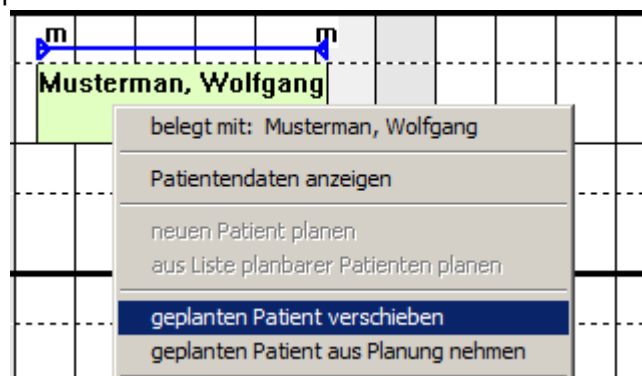 m m
Musterman, Wolfgang
belegt mit: Musterman, Wolfgang
Patientendaten anzeigen
neuen Patient planen
aus Liste planbarer Patienten planen
geplanten Patient verschieben
geplanten Patient aus Planung nehmen